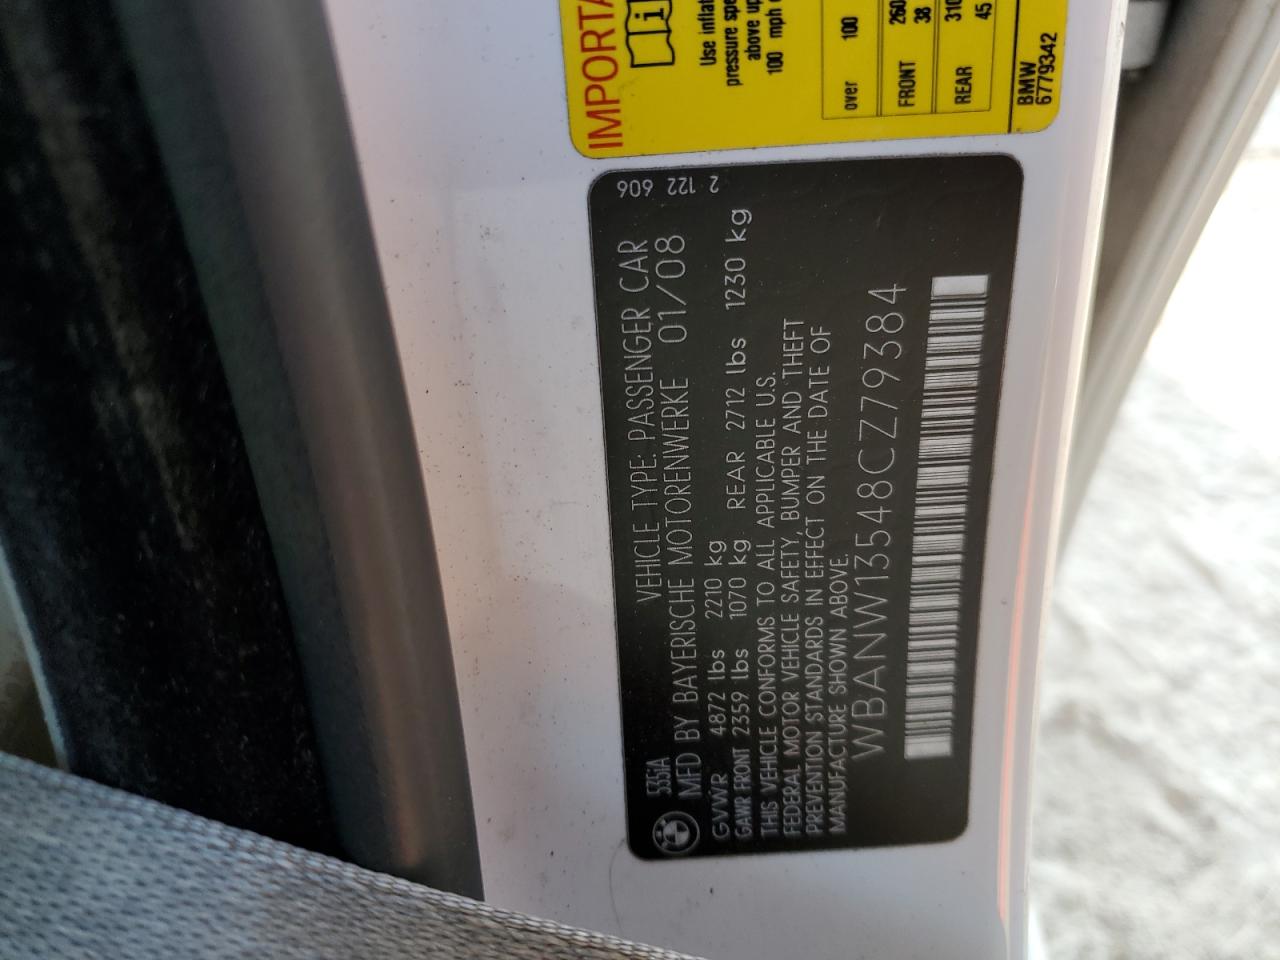 535iA VEHICLE TYPE: PASSENGER CAR 606
MFD BY BAYERISCHE MOTORENWERKE 01/08 122
GVWR 4872 lbs 2210 kg 2
GAWR FRONT 2359 lbs 1070 kg REAR 2712 lbs 1230 kg
THIS VEHICLE CONFORMS TO ALL APPLICABLE U.S.
FEDERAL MOTOR VEHICLE SAFETY, BUMPER AND THEFT
PREVENTION STANDARDS IN EFFECT ON THE DATE OF
MANUFACTURE SHOWN ABOVE.
WBANW13548CZ79384
IMPORTA
Use inflat
pressure spe
above up
100 mph
over 100
FRONT 260
38
REAR 310
45
BMW
6779342